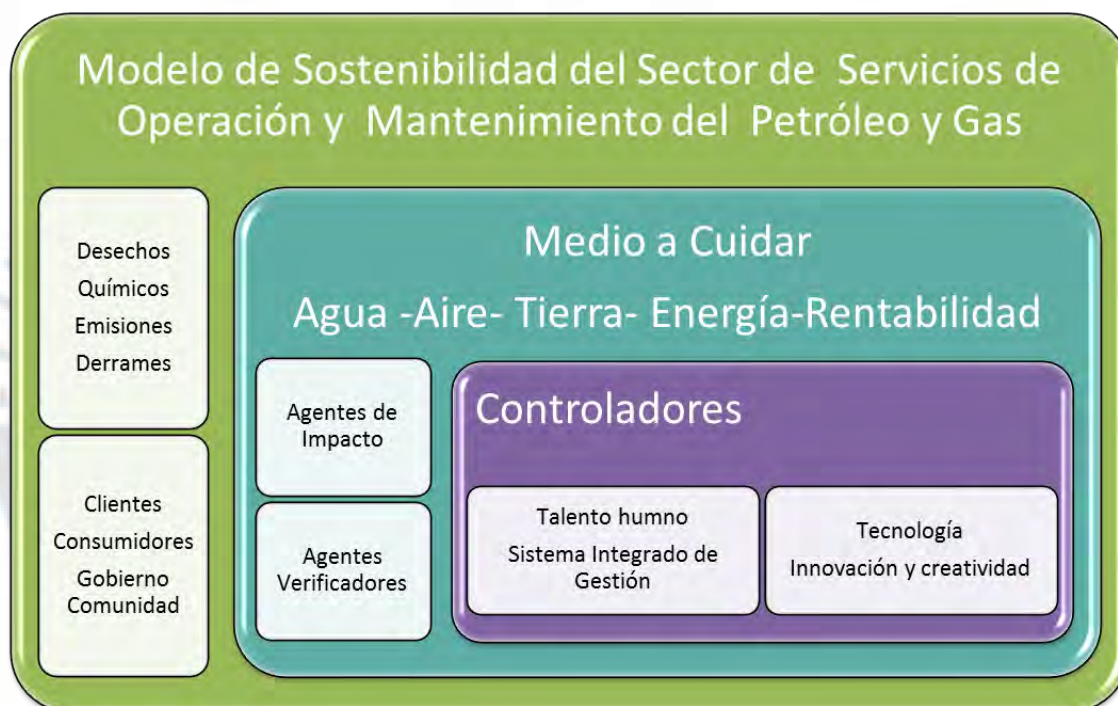 Modelo de Sostenibilidad del Sector de Servicios de
Operación y Mantenimiento del Petróleo y Gas
Desechos
Químicos
Emisiones
Derrames
Clientes
Consumidores
Gobierno
Comunidad
Medio a Cuidar
Agua -Aire- Tierra- Energía-Rentabilidad
Agentes de
Impacto
Agentes
Verificadores
Controladores
Talento humno
Sistema Integrado de
Gestión
Tecnología
Innovación y creatividad